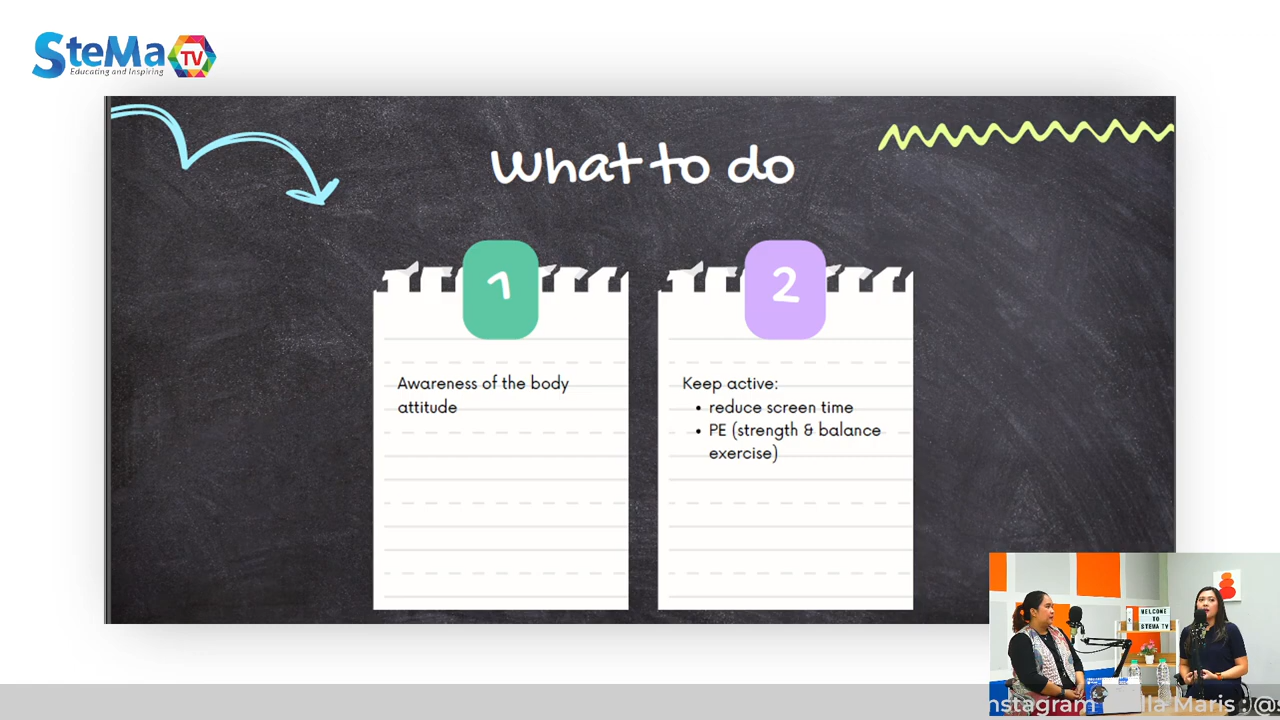 SteMa TV
Educating and Inspiring
What to do
1
Awareness of the body
attitude
2
Keep active:
• reduce screen time
• PE (strength & balance
exercise)
WELCOME
TO
STEMA TV
Maris : @